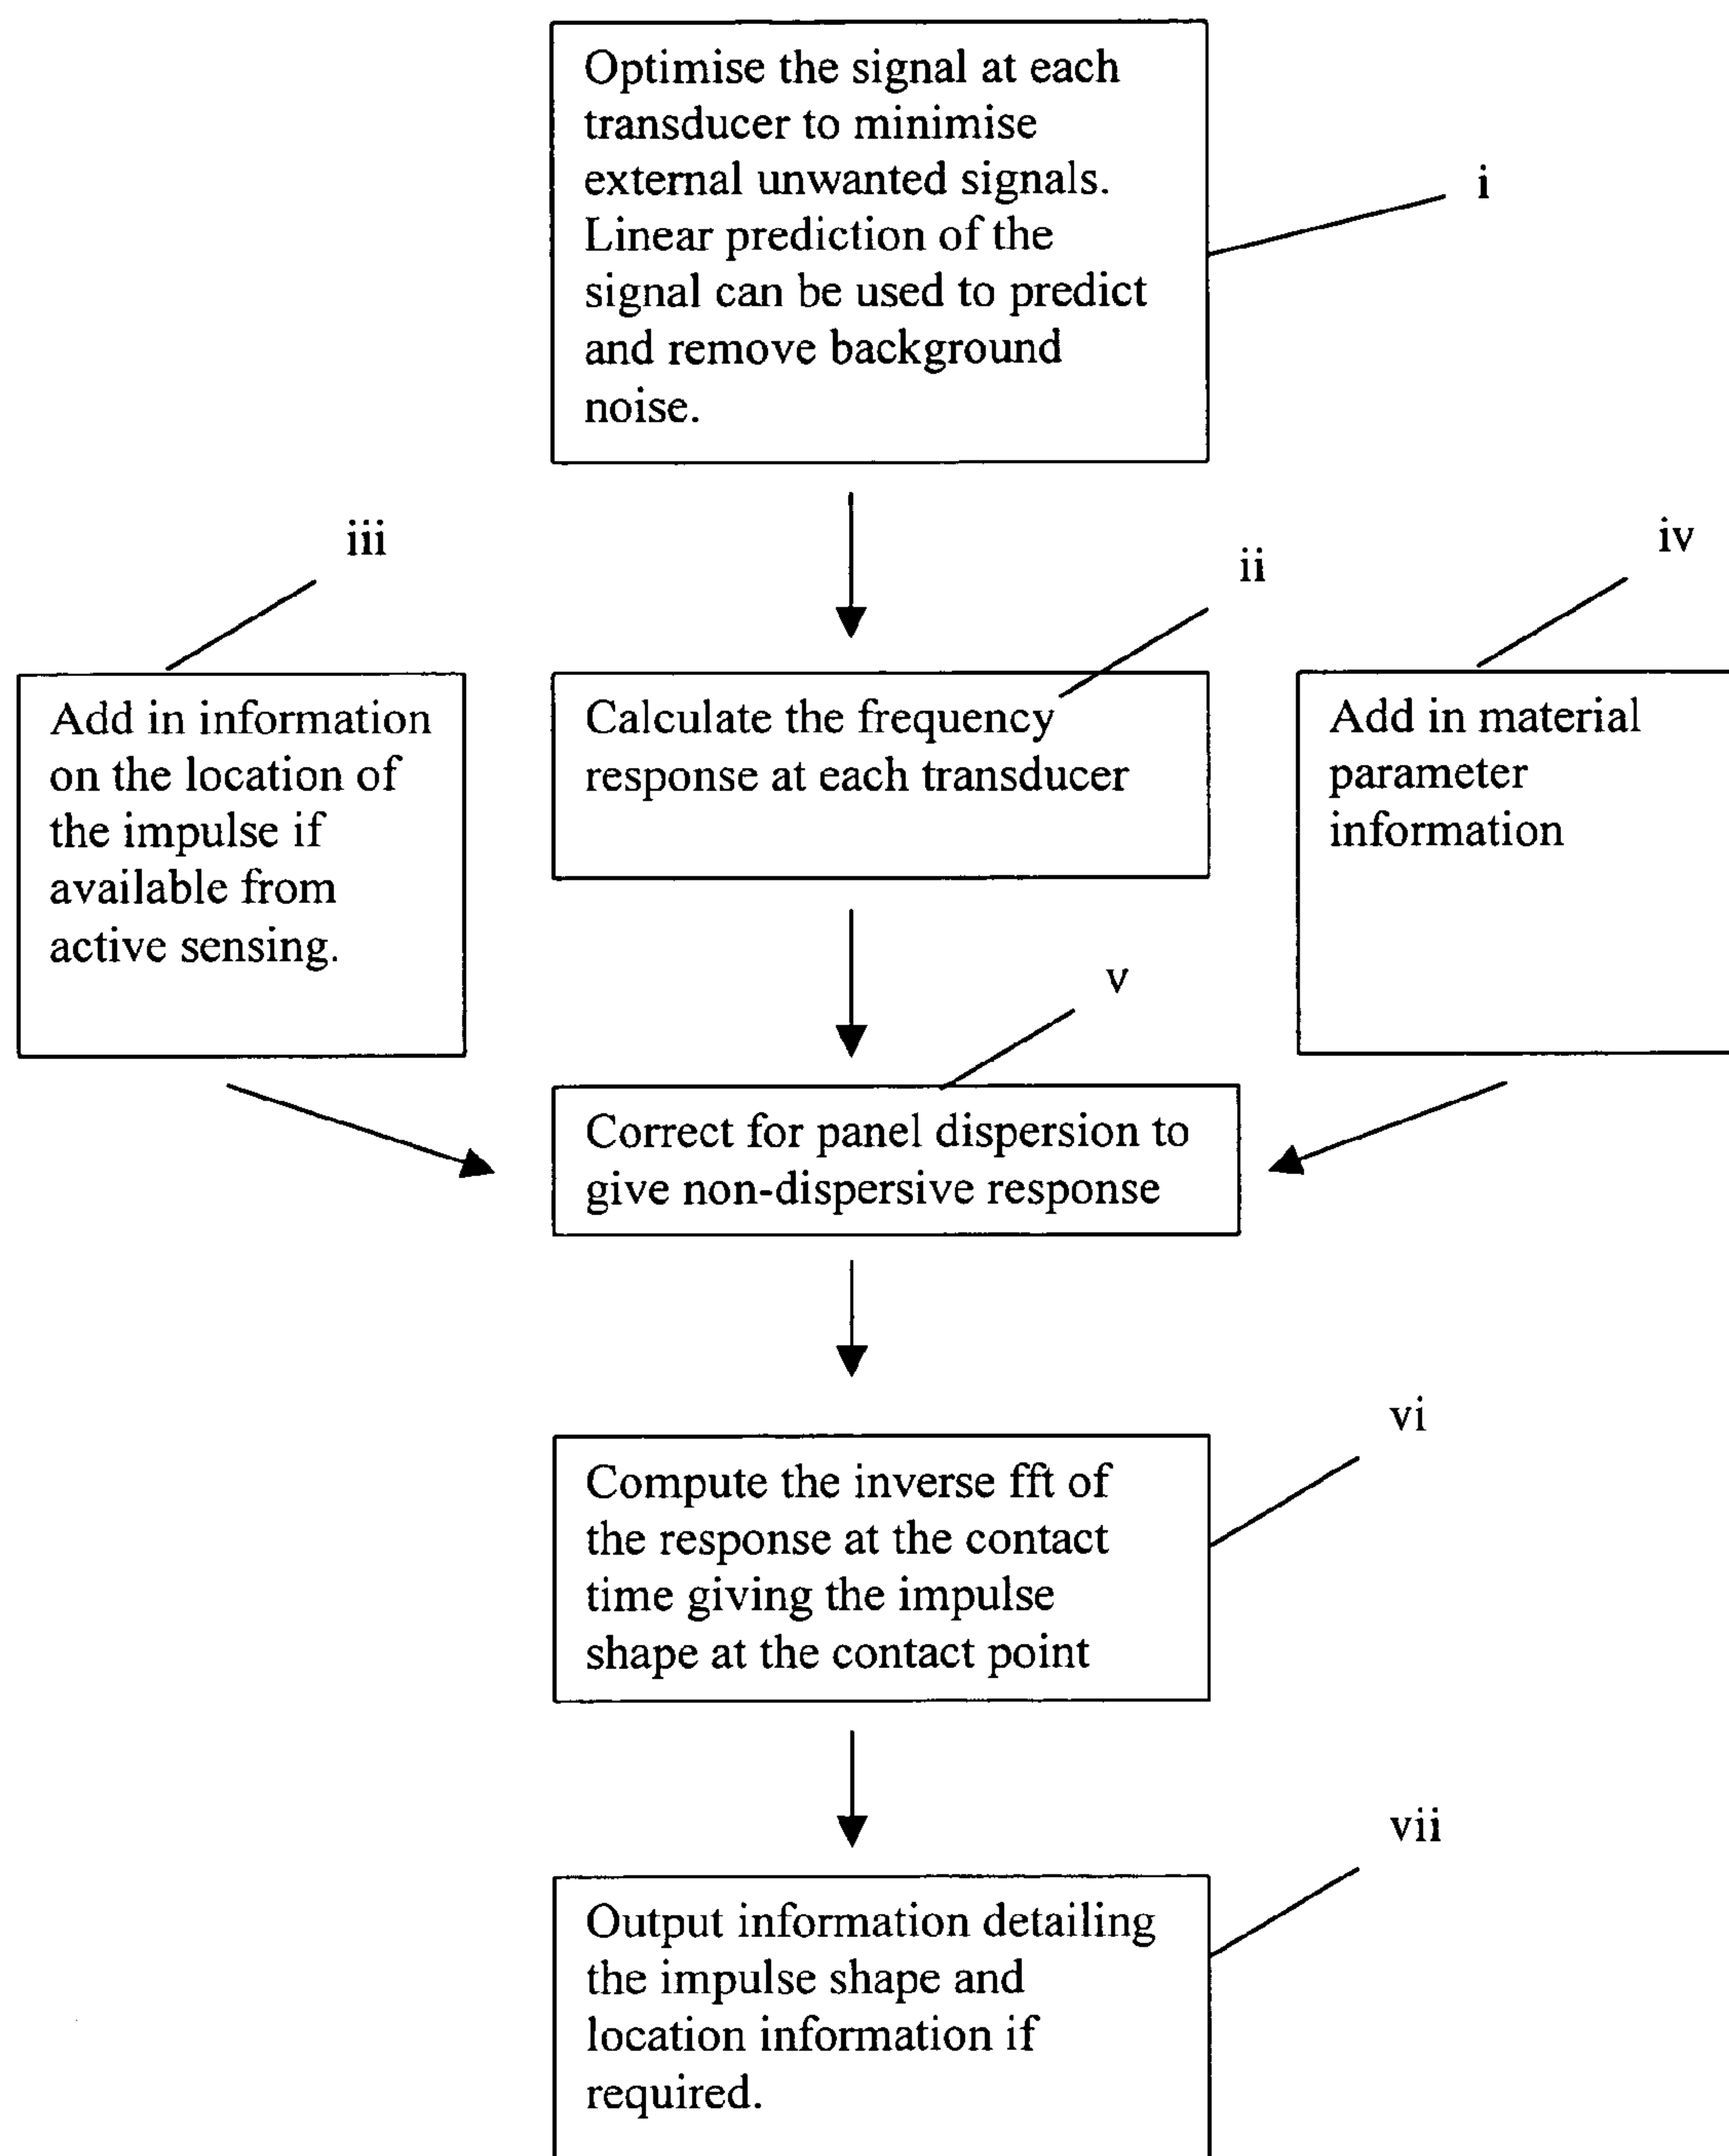 Optimise the signal at each
transducer to minimise
external unwanted signals.
Linear prediction of the
signal can be used to predict
and remove background
noise.
i
iii
ii
iv
Add in information
on the location of
the impulse if
available from
active sensing.
Calculate the frequency
response at each transducer
Add in material
parameter
information
v
Correct for panel dispersion to
give non-dispersive response
vi
Compute the inverse fft of
the response at the contact
time giving the impulse
shape at the contact point
vii
Output information detailing
the impulse shape and
location information if
required.